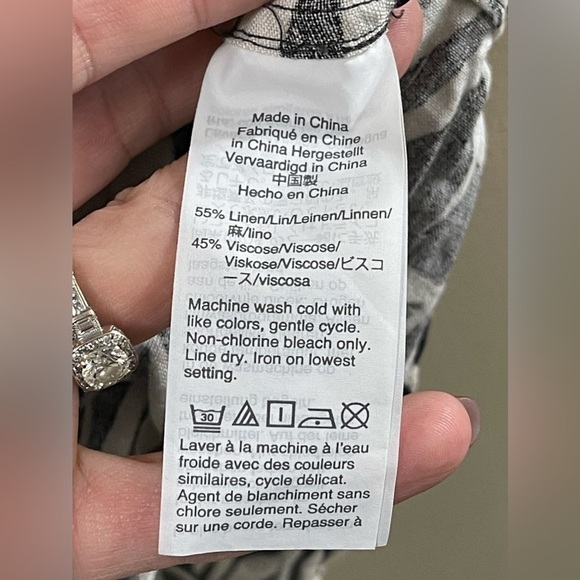 Made in China
Fabriqué en Chine
in China Hergestellt
Vervaardigd in China
中国製
Hecho en China
55% Linen/Lin/Leinen/Linnen/
麻/lino
45% Viscose/Viscose/
Viskose/Viscose/ビスコ
ース/viscosa
Machine wash cold with
like colors, gentle cycle.
Non-chlorine bleach only.
Line dry. Iron on lowest
setting.
30
Laver à la machine à l'eau
froide avec des couleurs
similaires, cycle délicat.
Agent de blanchiment sans
chlore seulement. Sécher
sur une corde. Repasser à